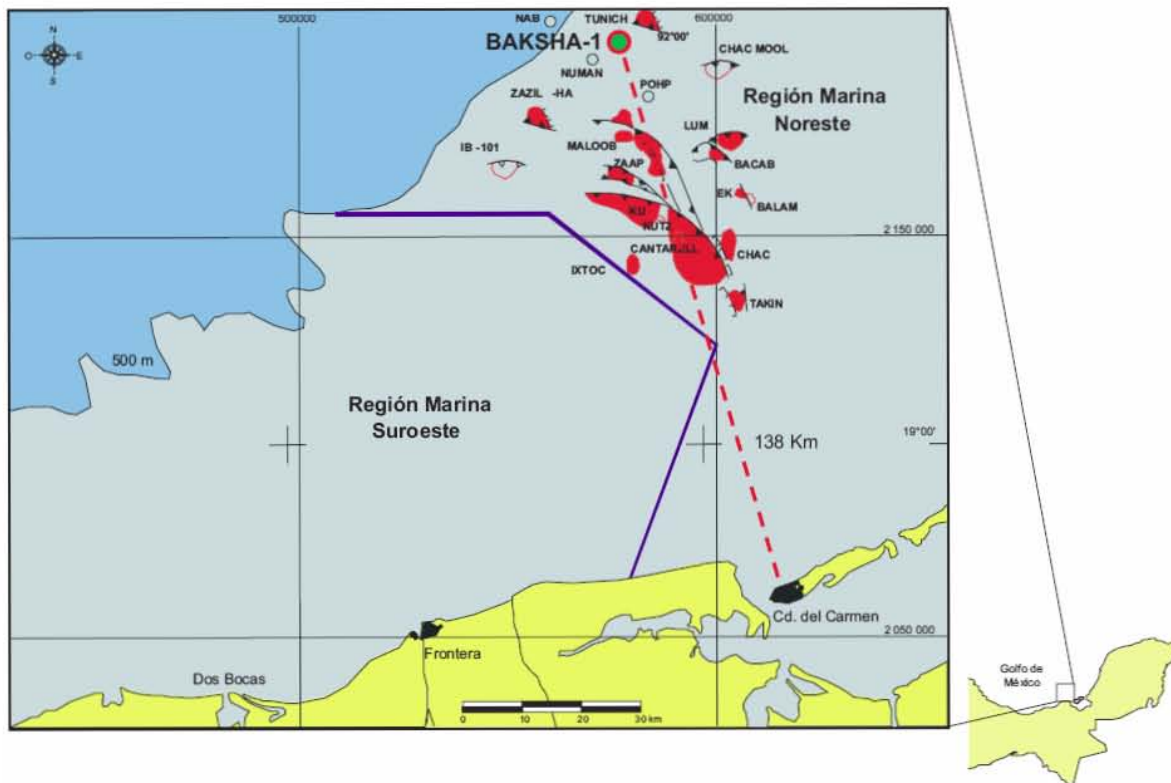 500000
NAB
TUNICH
600000
N
O
E
S
BAKSHA-1
92°00'
CHAC MOOL
NUMAN
POHP
ZAZIL -HA
Región Marina
Noreste
LUM
IB -101
MALOOB
BACAB
ZAAP
EK
BALAM
KU
NUTZ
2 150 000
CANTARELL
CHAC
IXTOC
TAKIN
500 m
Región Marina
Suroeste
138 Km
19°00'
Cd. del Carmen
2 050 000
Frontera
Dos Bocas
0 10 20 30 km
Golfo de
México